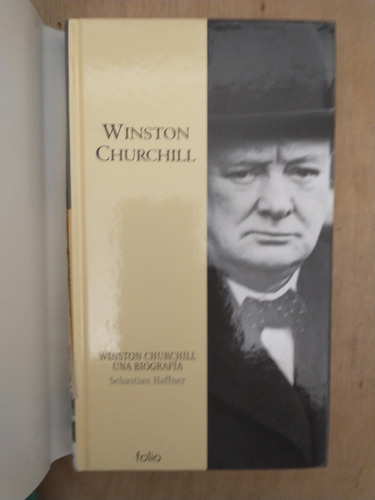 WINSTON
CHURCHILL
WINSTON CHURCHILL
UNA BIOGRAFÍA
Sebastian Haffner
folio